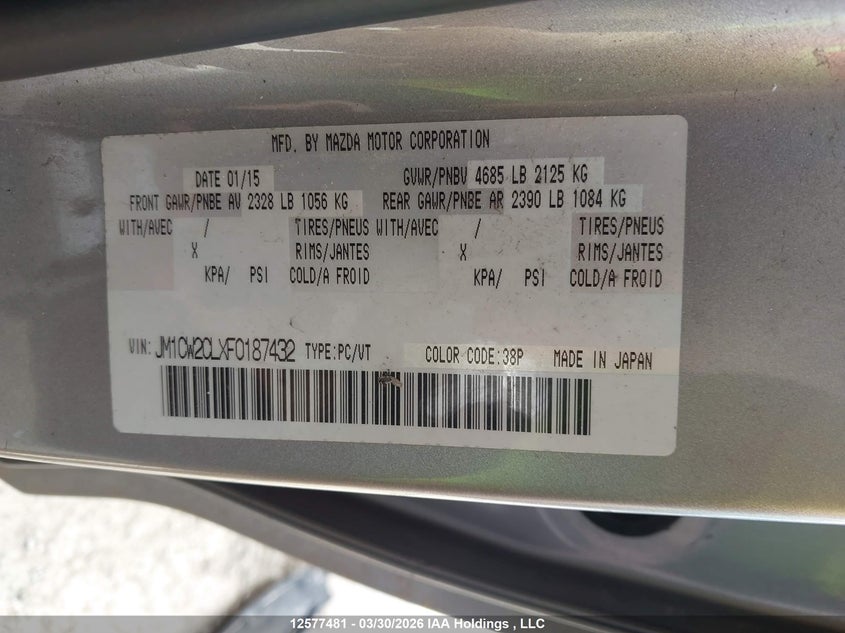 MFD. BY MAZDA MOTOR CORPORATION
DATE 01/15 GVWR/PNBV 4685 LB 2125 KG
FRONT GAWR/PNBE AV 2328 LB 1056 KG REAR GAWR/PNBE AR 2390 LB 1084 KG
WITH/AVEC / TIRES/PNEUS WITH/AVEC / TIRES/PNEUS
X RIMS/JANTES X RIMS/JANTES
KPA/ PSI COLD/A FROID KPA/ PSI COLD/A FROID
VIN: JM1CW2CLXF0187432 TYPE:PC/VT COLOR CODE:38P MADE IN JAPAN
12577481 - 03/30/2026 IAA Holdings , LLC